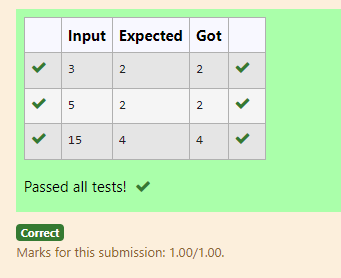 Input Expected Got
3 2 2
5 2 2
15 4 4
Passed all tests!
Correct
Marks for this submission: 1.00/1.00.